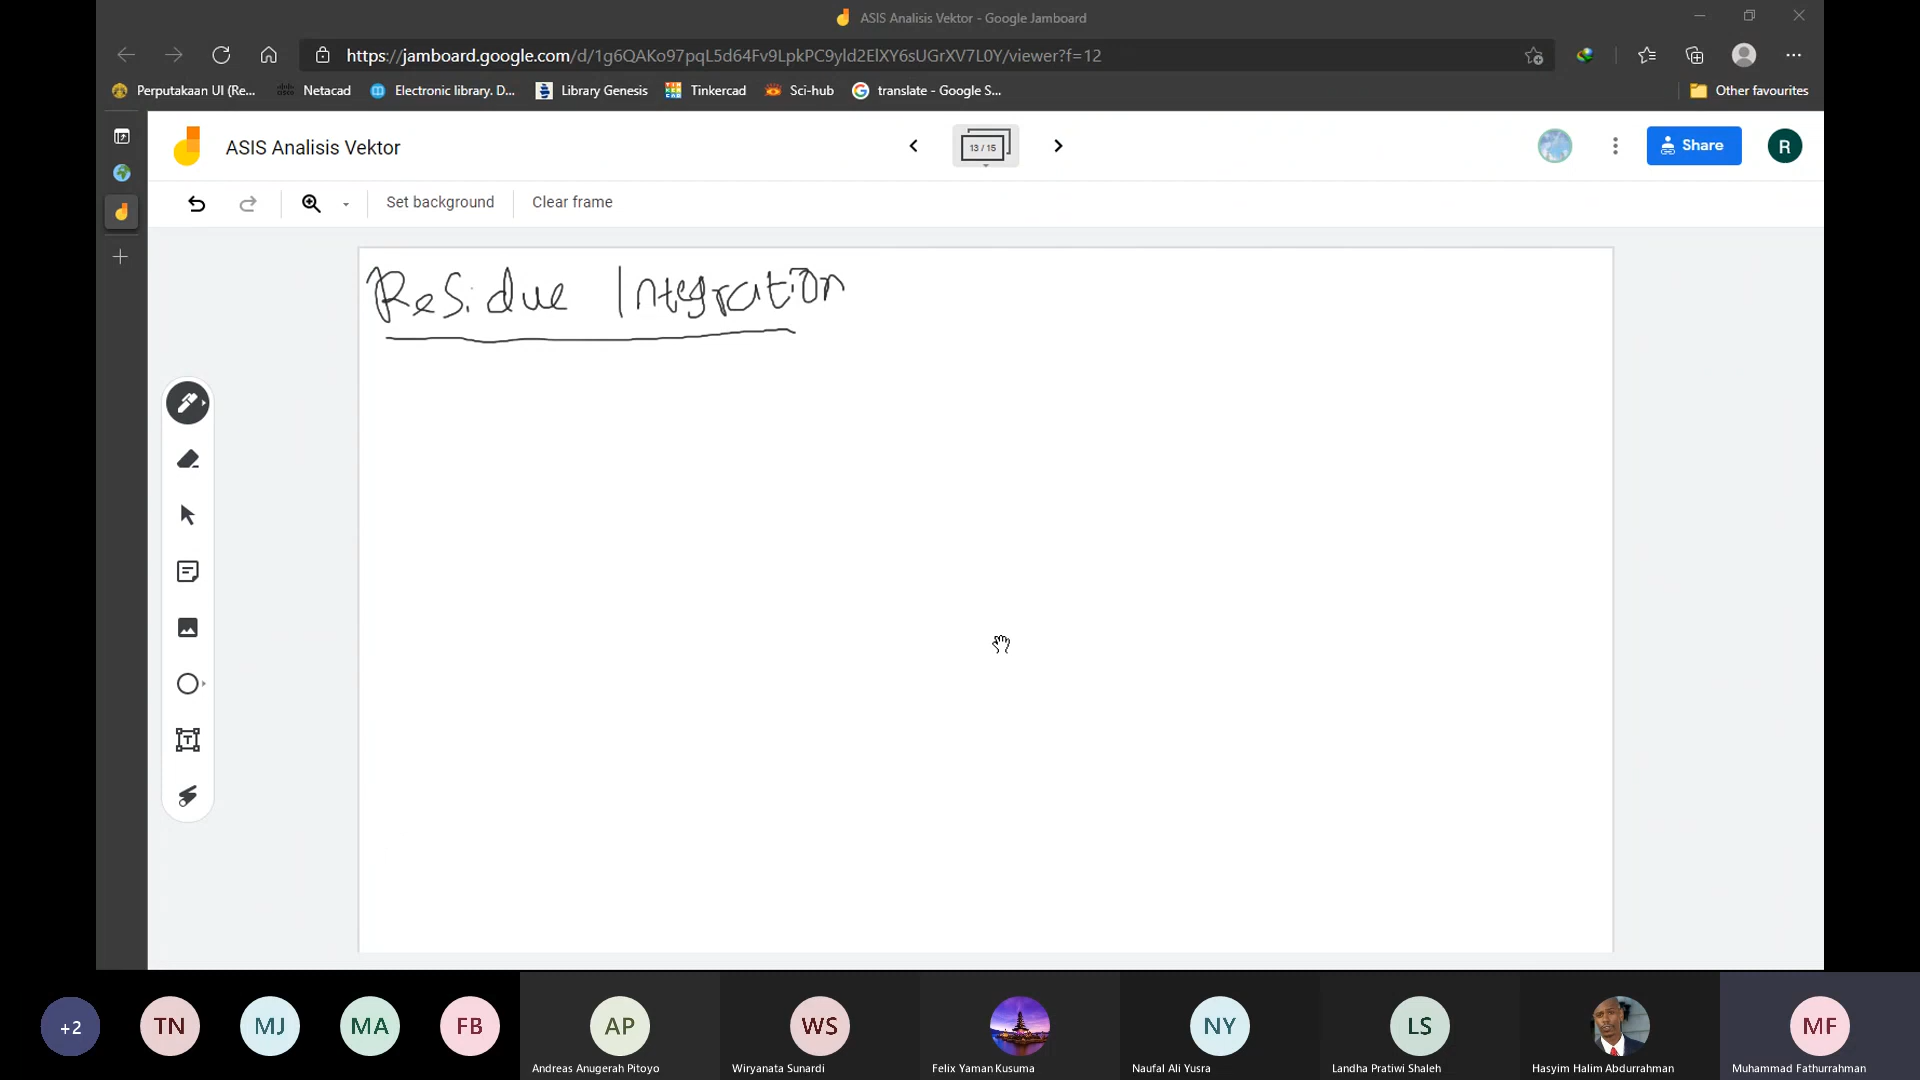 ASIS Analisis Vektor - Google Jamboard
https://jamboard.google.com/d/1g6QAKo97pqL5d64Fv9LpkPC9yld2ElXY6sUGrXV7L0Y/viewer?f=12
Perputakaan UI (Re... Netacad Electronic library. D... Library Genesis Tinkercad Sci-hub translate - Google S... Other favourites
ASIS Analisis Vektor 13 / 15 Share R
Set background Clear frame
Residue Integration
+2 TN MJ MA FB AP WS NY LS MF
Andreas Anugerah Pitoyo Wiryanata Sunardi Felix Yaman Kusuma Naufal Ali Yusra Landha Pratiwi Shaleh Hasyim Halim Abdurrahman Muhammad Fathurrahman